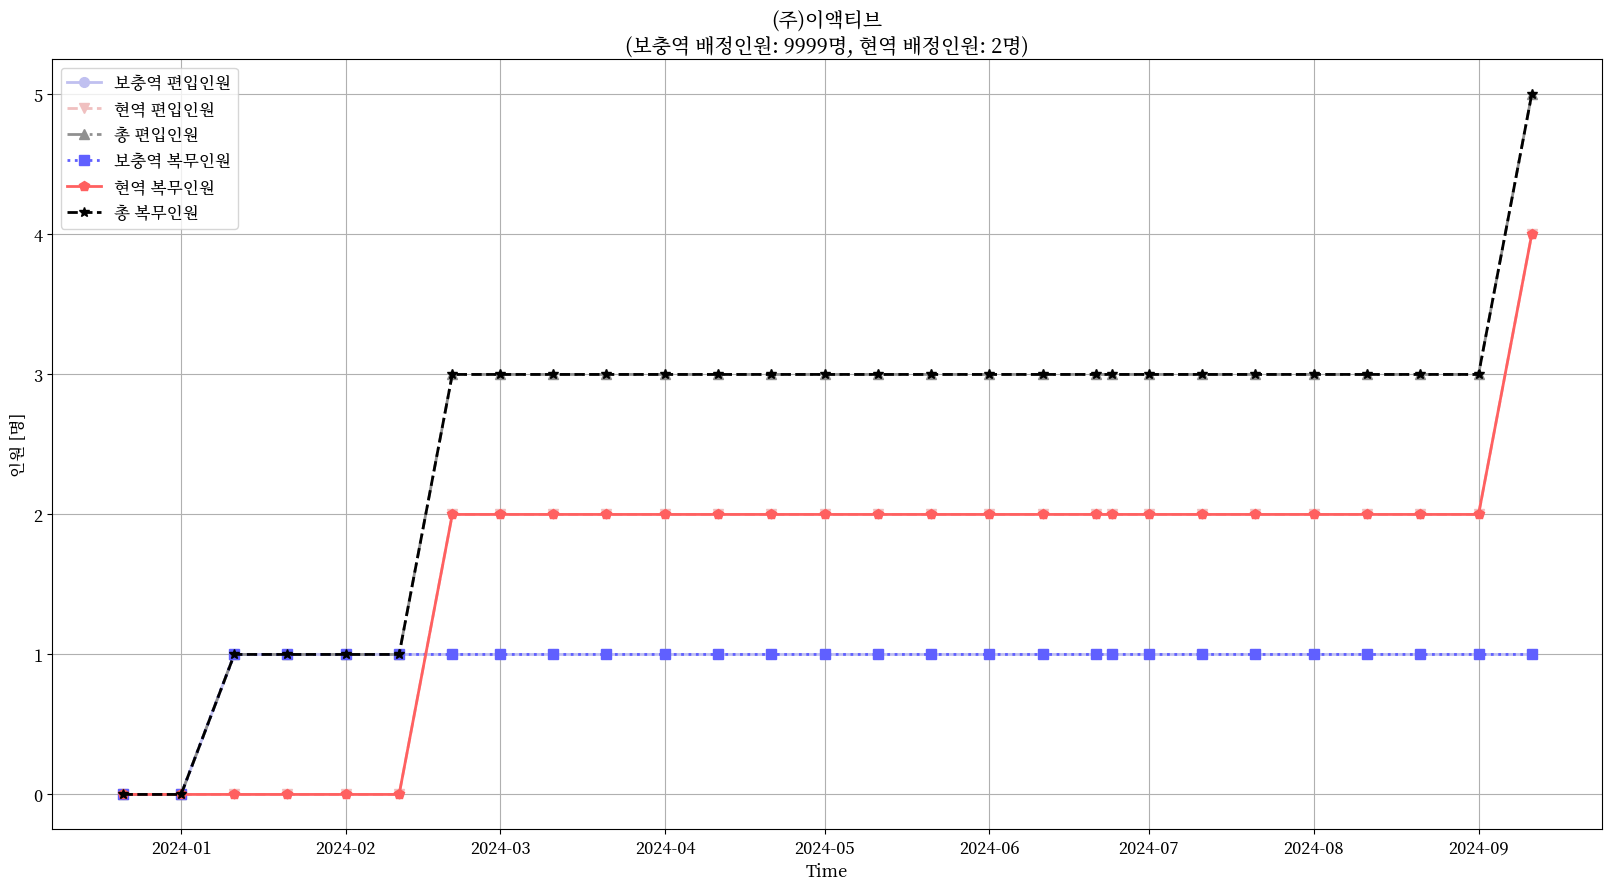 (주)이액티브
(보충역 배정인원: 9999명, 현역 배정인원: 2명)
보충역 편입인원
현역 편입인원
총 편입인원
보충역 복무인원
현역 복무인원
총 복무인원
인원 [명]
5
4
3
2
1
0
2024-01
2024-02
2024-03
2024-04
2024-05
2024-06
2024-07
2024-08
2024-09
Time